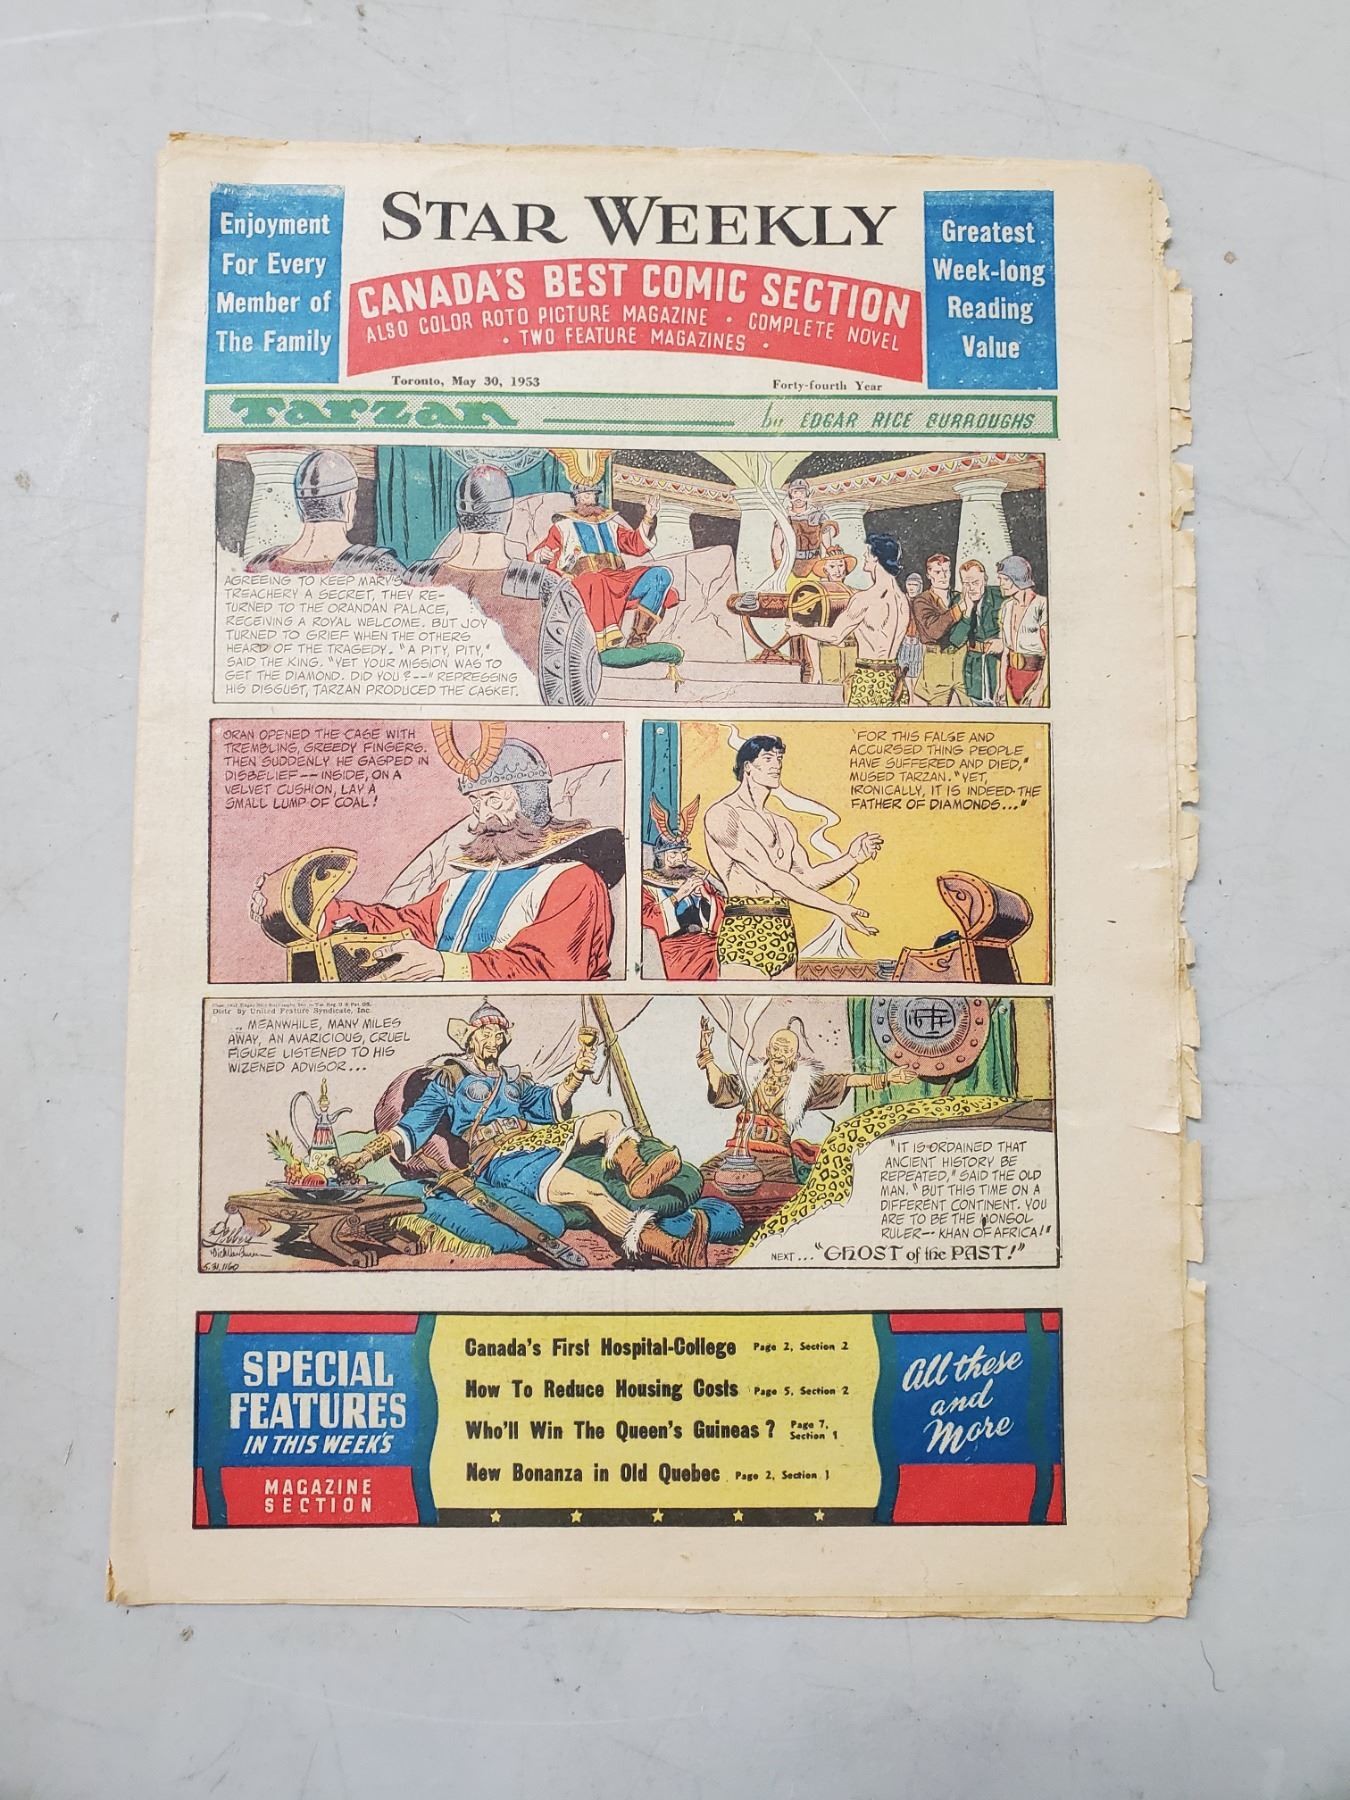 Enjoyment
For Every
Member of
The Family
STAR WEEKLY
CANADA'S BEST COMIC SECTION
ALSO COLOR ROTO PICTURE MAGAZINE • COMPLETE NOVEL
• TWO FEATURE MAGAZINES •
Greatest
Week-long
Reading
Value
Toronto, May 30, 1953
Forty-fourth Year
Tarzan
by EDGAR RICE BURROUGHS
AGREEING TO KEEP MARY'S
TREACHERY A SECRET, THEY RE-
TURNED TO THE ORANDAN PALACE,
RECEIVING A ROYAL WELCOME. BUT JOY
TURNED TO GRIEF WHEN THE OTHERS
HEARD OF THE TRAGEDY. "A PITY, PITY,"
SAID THE KING. "YET YOUR MISSION WAS TO
GET THE DIAMOND. DID YOU?--" REPRESSING
HIS DISGUST, TARZAN PRODUCED THE CASKET.
ORAN OPENED THE CASE WITH
TREMBLING, GREEDY FINGERS.
THEN SUDDENLY HE GASPED IN
DISBELIEF -- INSIDE, ON A
VELVET CUSHION, LAY A
SMALL LUMP OF COAL!
"FOR THIS FALSE AND
ACCURSED THING PEOPLE
HAVE SUFFERED AND DIED,"
MUSED TARZAN. "YET,
IRONICALLY, IT IS INDEED THE
FATHER OF DIAMONDS..."
Distr. by United Feature Syndicate, Inc.
... MEANWHILE, MANY MILES
AWAY, AN AVARICIOUS, CRUEL
FIGURE LISTENED TO HIS
WIZENED ADVISOR...
"IT IS ORDAINED THAT
ANCIENT HISTORY BE
REPEATED," SAID THE OLD
MAN. "BUT THIS TIME ON A
DIFFERENT CONTINENT. YOU
ARE TO BE THE MONGOL
RULER -- KHAN OF AFRICA!"
NEXT... "GHOST of the PAST!"
Dick Van Buren
5.31.1160
SPECIAL
FEATURES
IN THIS WEEK'S
MAGAZINE
SECTION
Canada's First Hospital-College Page 2, Section 2
How To Reduce Housing Costs Page 5, Section 2
Who'll Win The Queen's Guineas? Page 7, Section 1
New Bonanza in Old Quebec Page 2, Section 1
All these
and
More